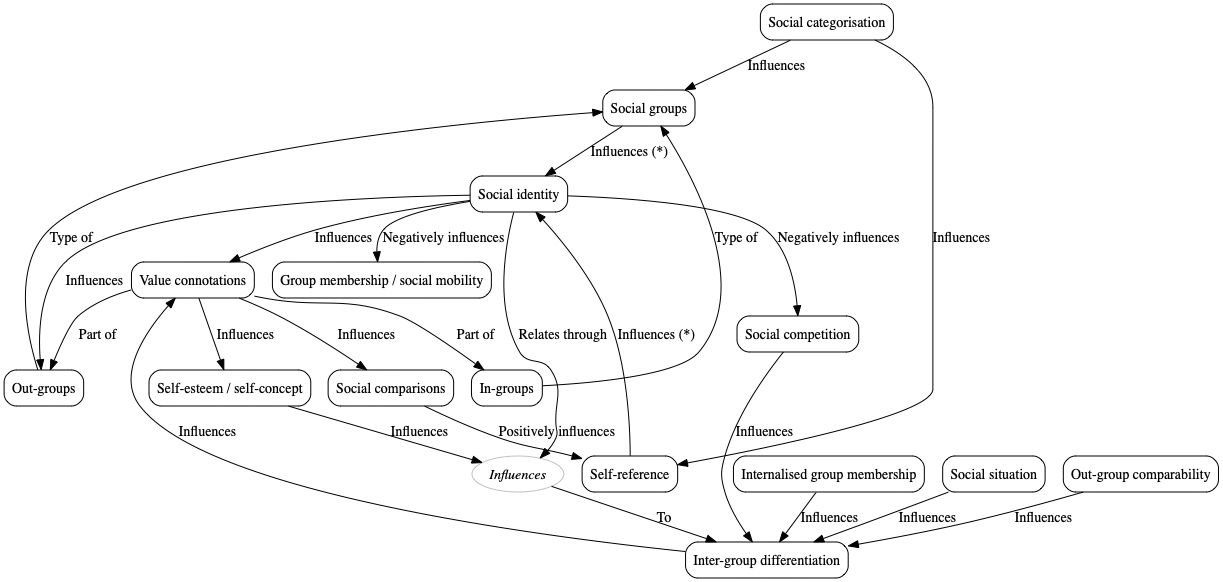 Social categorisation
Influences
Social groups
Influences (*)
Social identity
Type of
Influences
Negatively influences
Type of
Negatively influences
Influences
Value connotations
Group membership / social mobility
Influences
Part of
Influences
Influences
Part of
Relates through
Influences (*)
Social competition
Out-groups
Self-esteem / self-concept
Social comparisons
In-groups
Influences
Influences
Positively influences
Influences
Influences
Self-reference
Internalised group membership
Social situation
Out-group comparability
To
Influences
Influences
Influences
Inter-group differentiation